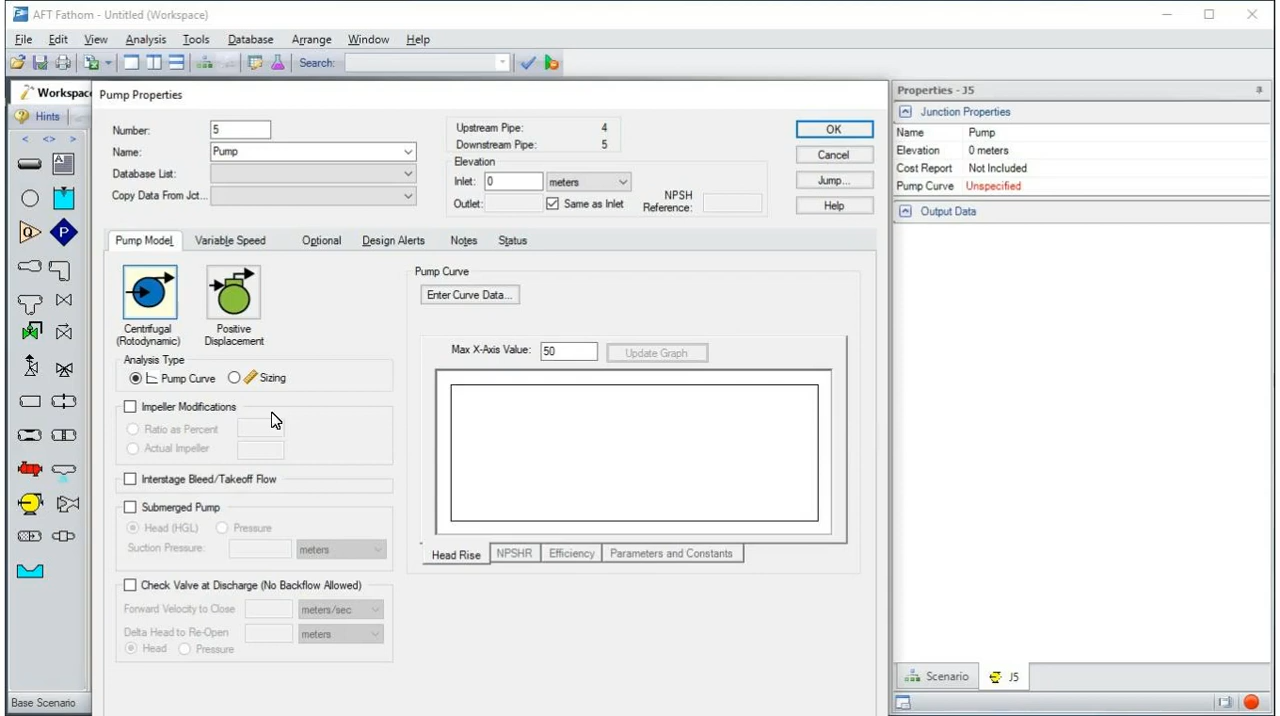 AFT Fathom - Untitled (Workspace)
File Edit View Analysis Tools Database Arrange Window Help
Search:
Workspac
Pump Properties
Hints
< <> >
A
Q
P
Number: 5
Name: Pump
Database List:
Copy Data From Jct...
Upstream Pipe: 4
Downstream Pipe: 5
Elevation
Inlet: 0 meters
Outlet: Same as Inlet
NPSH
Reference:
OK
Cancel
Jump...
Help
Pump Model Variable Speed Optional Design Alerts Notes Status
Centrifugal
(Rotodynamic)
Positive
Displacement
Analysis Type
Pump Curve Sizing
Impeller Modifications
Ratio as Percent
Actual Impeller
Interstage Bleed/Takeoff Flow
Submerged Pump
Head (HGL) Pressure
Suction Pressure: meters
Check Valve at Discharge (No Backflow Allowed)
Forward Velocity to Close meters/sec
Delta Head to Re-Open meters
Head Pressure
Pump Curve
Enter Curve Data...
Max X-Axis Value: 50 Update Graph
Head Rise NPSHR Efficiency Parameters and Constants
Properties - J5
Junction Properties
Name Pump
Elevation 0 meters
Cost Report Not Included
Pump Curve Unspecified
Output Data
Scenario J5
Base Scenario